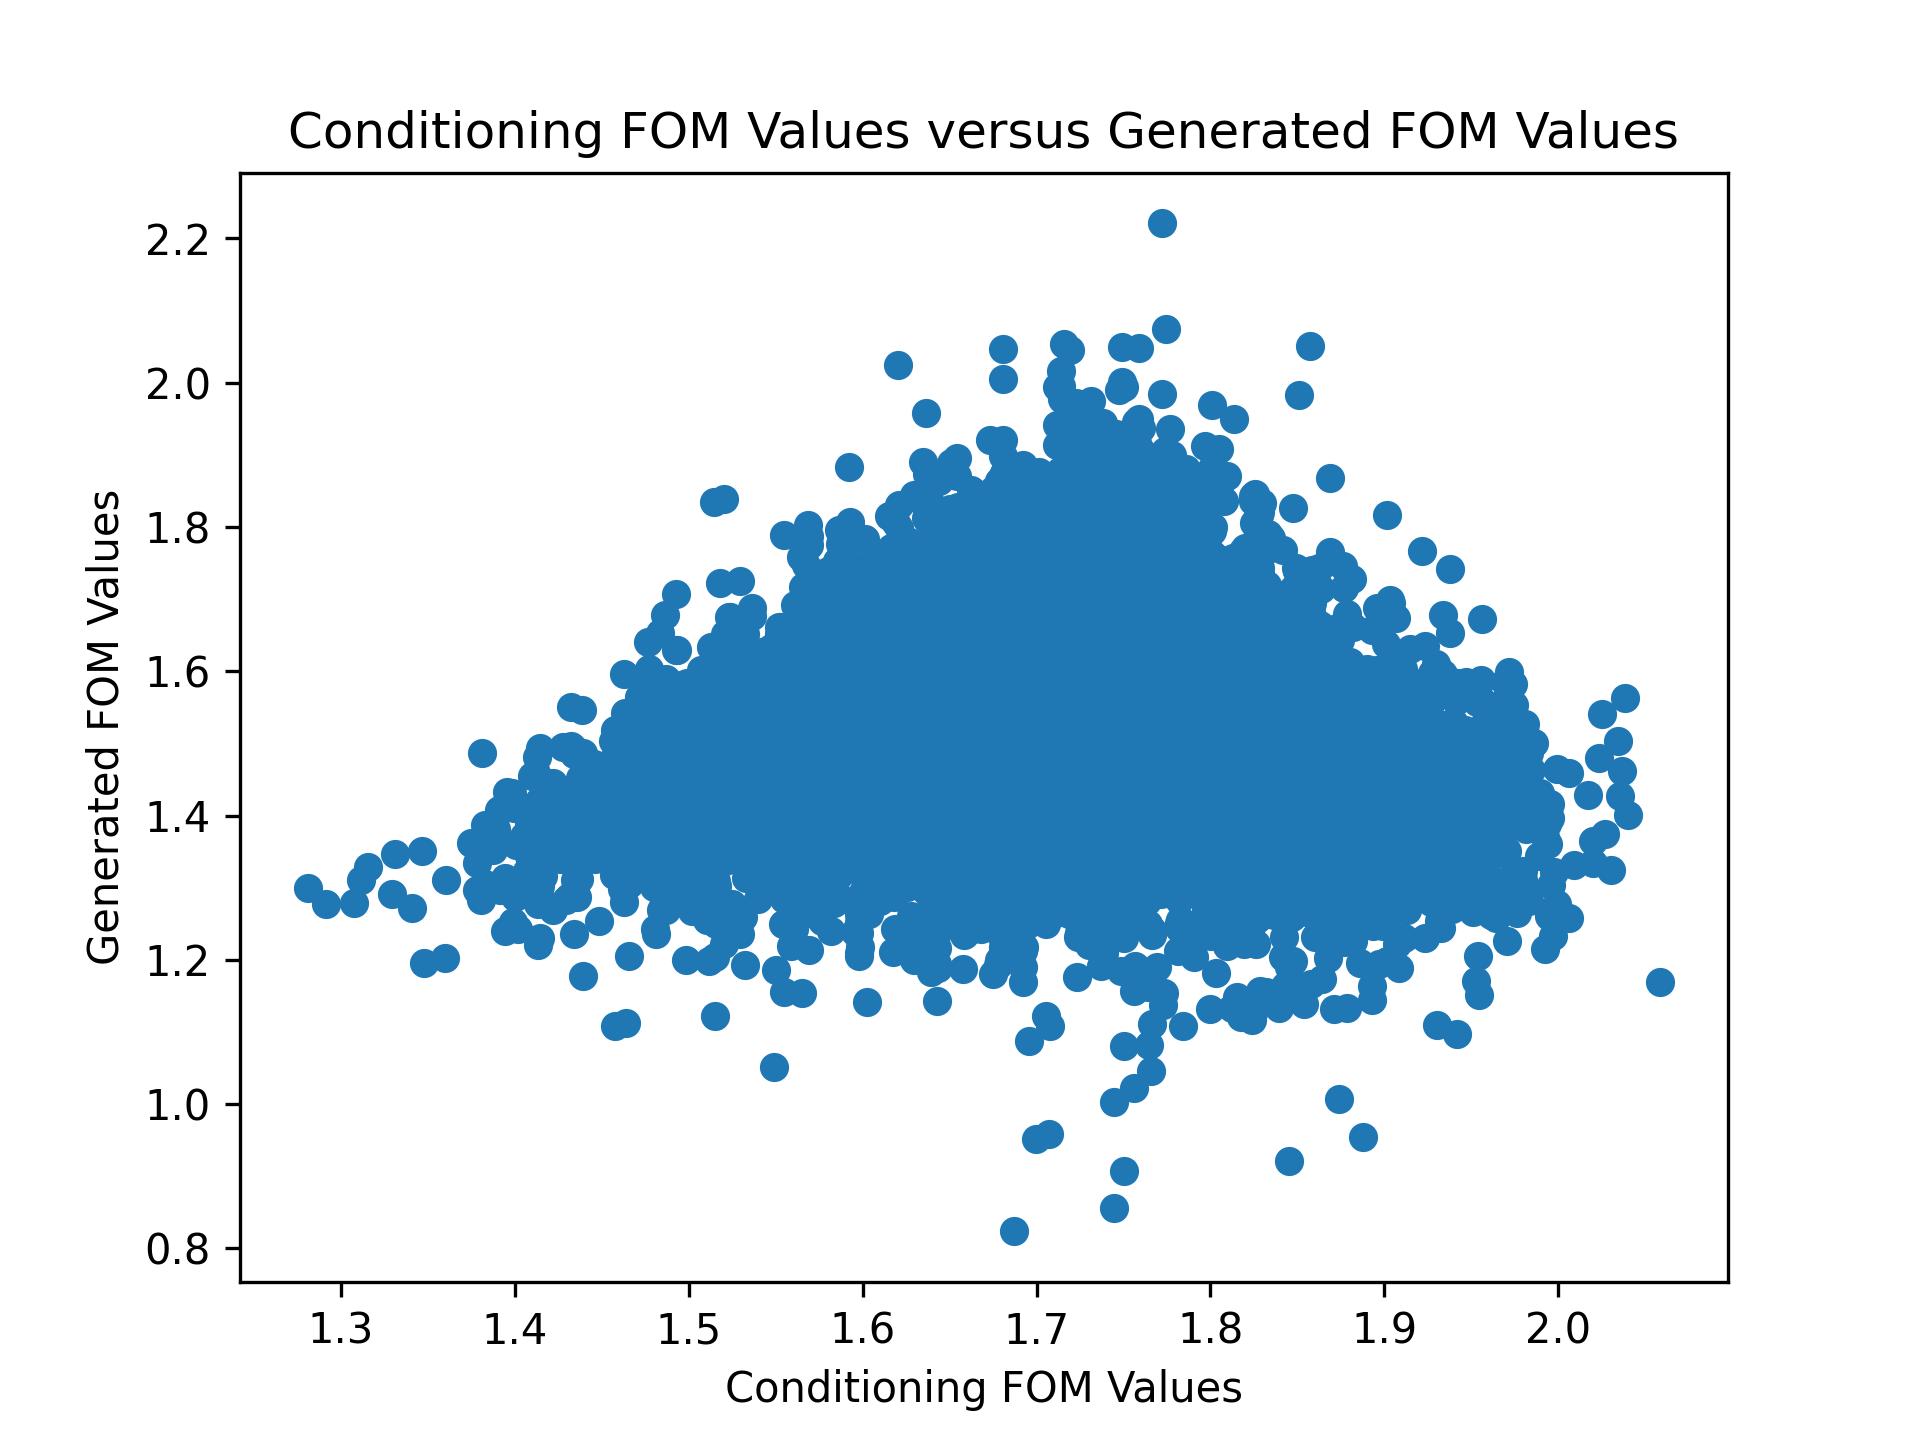 Conditioning FOM Values versus Generated FOM Values
2.2
2.0
1.8
1.6
1.4
1.2
1.0
0.8
Generated FOM Values
1.3 1.4 1.5 1.6 1.7 1.8 1.9 2.0
Conditioning FOM Values